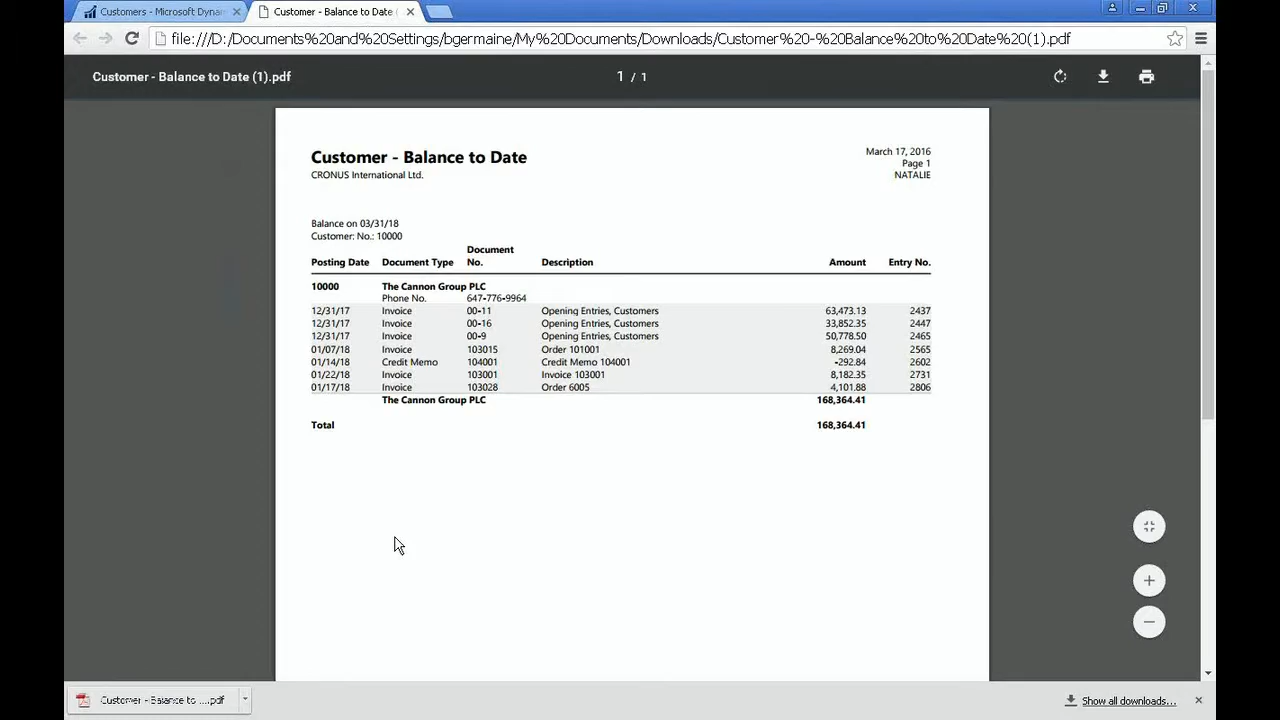 Customers - Microsoft Dynam
Customer - Balance to Date (
file:///D:/Documents%20and%20Settings/bgermaine/My%20Documents/Downloads/Customer%20-%20Balance%20to%20Date%20(1).pdf
Customer - Balance to Date (1).pdf
1 / 1
Customer - Balance to Date
CRONUS International Ltd.
March 17, 2016
Page 1
NATALIE
Balance on 03/31/18
Customer: No.: 10000
Posting Date Document Type Document No. Description Amount Entry No.
10000 The Cannon Group PLC
Phone No. 647-776-9964
12/31/17 Invoice 00-11 Opening Entries, Customers 63,473.13 2437
12/31/17 Invoice 00-16 Opening Entries, Customers 33,852.35 2447
12/31/17 Invoice 00-9 Opening Entries, Customers 50,778.50 2465
01/07/18 Invoice 103015 Order 101001 8,269.04 2565
01/14/18 Credit Memo 104001 Credit Memo 104001 -292.84 2602
01/22/18 Invoice 103001 Invoice 103001 8,182.35 2731
01/17/18 Invoice 103028 Order 6005 4,101.88 2806
The Cannon Group PLC 168,364.41
Total 168,364.41
Customer - Balance to ....pdf
Show all downloads...